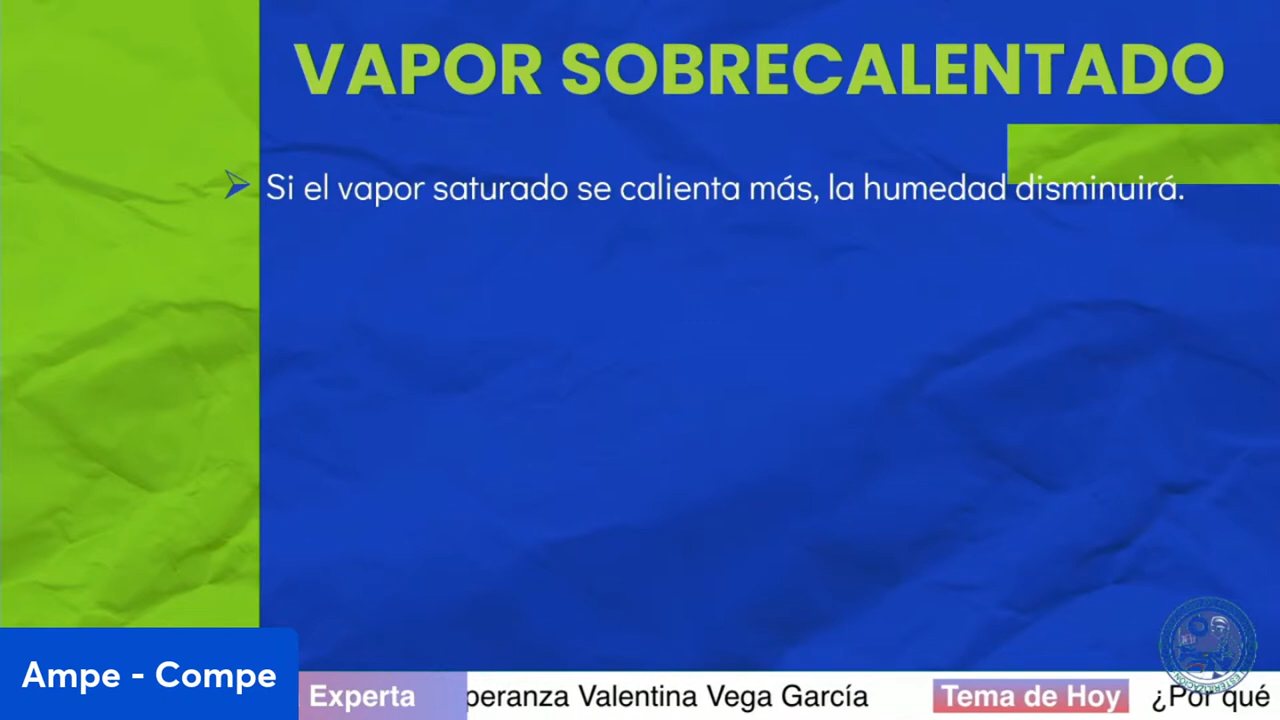 VAPOR SOBRECALENTADO
Si el vapor saturado se calienta más, la humedad disminuirá.
Ampe - Compe
Experta
Valentina Vega García
Tema de Hoy
¿Por qué